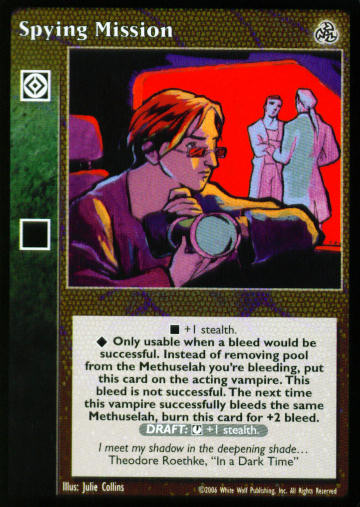 Spying Mission
+1 stealth.
Only usable when a bleed would be
successful. Instead of removing pool
from the Methuselah you're bleeding, put
this card on the acting vampire. This
bleed is not successful. The next time
this vampire successfully bleeds the same
Methuselah, burn this card for +2 bleed.
DRAFT: +1 stealth.
I meet my shadow in the deepening shade…
Theodore Roethke, "In a Dark Time"
Illus: Julie Collins ©2006 White Wolf Publishing, Inc. All Rights Reserved